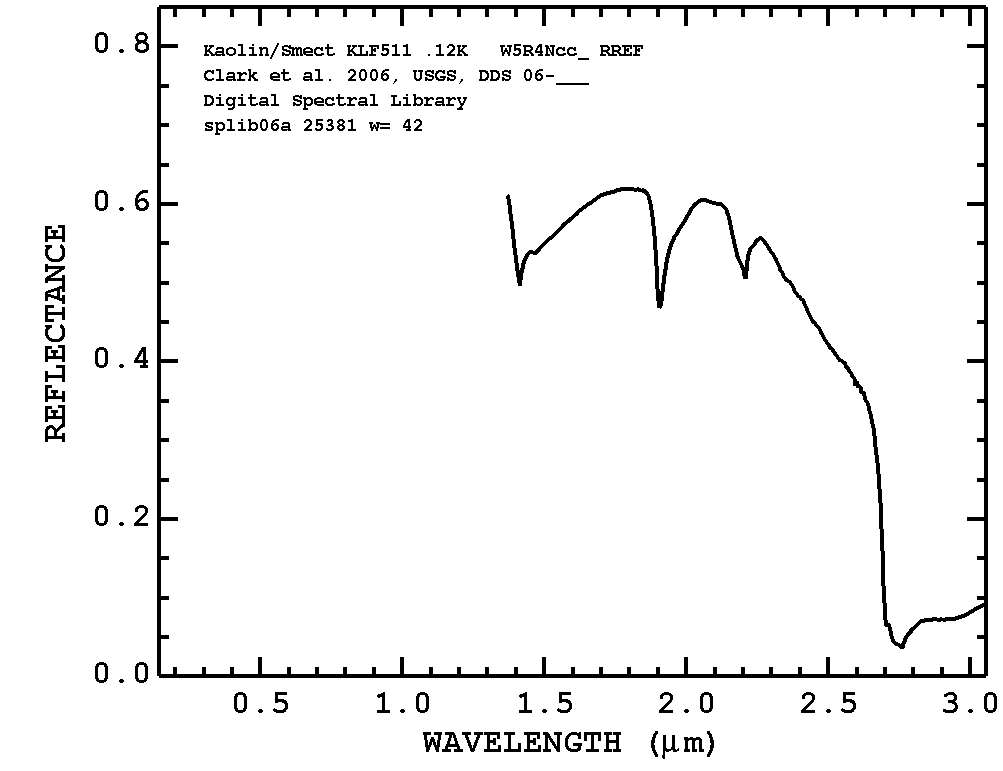 Kaolin/Smect KLF511 .12K W5R4Ncc_ RREF
Clark et al. 2006, USGS, DDS 06-___
Digital Spectral Library
splib06a 25381 w= 42
REFLECTANCE
0.8
0.6
0.4
0.2
0.0
0.5 1.0 1.5 2.0 2.5 3.0
WAVELENGTH (μm)